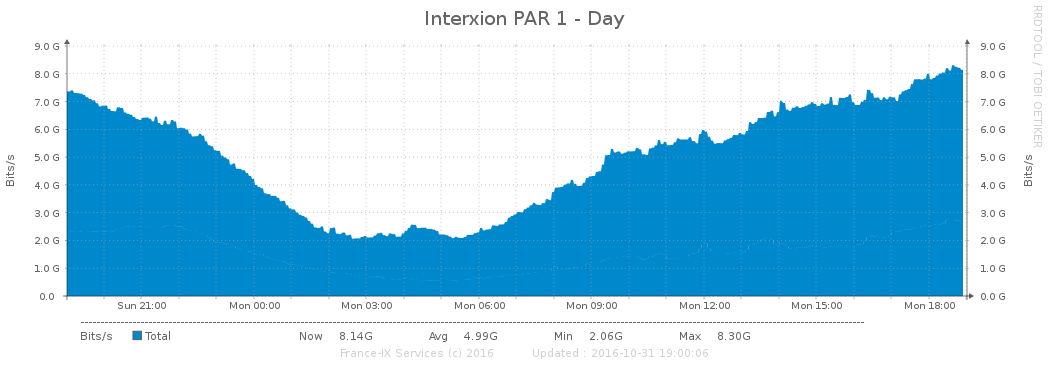 Interxion PAR 1 - Day
RRDTOOL / TOBI OETIKER
Bits/s
Bits/s
9.0 G 9.0 G
8.0 G 8.0 G
7.0 G 7.0 G
6.0 G 6.0 G
5.0 G 5.0 G
4.0 G 4.0 G
3.0 G 3.0 G
2.0 G 2.0 G
1.0 G 1.0 G
0.0 0.0 G
Sun 21:00 Mon 00:00 Mon 03:00 Mon 06:00 Mon 09:00 Mon 12:00 Mon 15:00 Mon 18:00
Bits/s Total Now 8.14G Avg 4.99G Min 2.06G Max 8.30G
France-IX Services (c) 2016 Updated : 2016-10-31 19:00:06